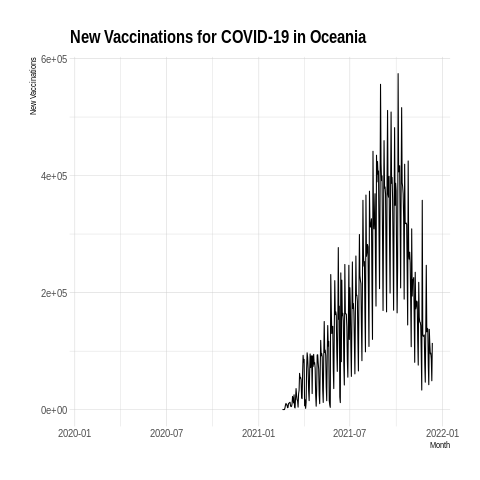 New Vaccinations for COVID-19 in Oceania
New Vaccinations
6e+05
4e+05
2e+05
0e+00
2020-01
2020-07
2021-01
2021-07
2022-01
Month